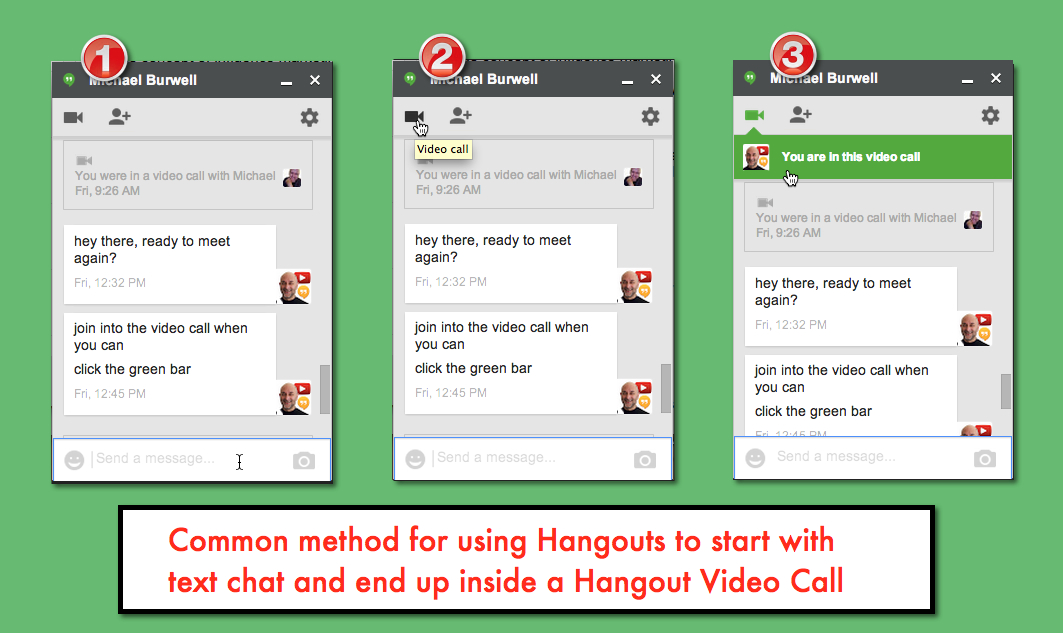 1
Michael Burwell
Video call
You were in a video call with Michael
Fri, 9:26 AM
hey there, ready to meet
again?
Fri, 12:32 PM
join into the video call when
you can
click the green bar
Fri, 12:45 PM
Send a message...
2
Michael Burwell
Video call
You were in a video call with Michael
Fri, 9:26 AM
hey there, ready to meet
again?
Fri, 12:32 PM
join into the video call when
you can
click the green bar
Fri, 12:45 PM
Send a message...
3
Michael Burwell
You are in this video call
You were in a video call with Michael
Fri, 9:26 AM
hey there, ready to meet
again?
Fri, 12:32 PM
join into the video call when
you can
click the green bar
Fri, 12:45 PM
Send a message...
Common method for using Hangouts to start with
text chat and end up inside a Hangout Video Call